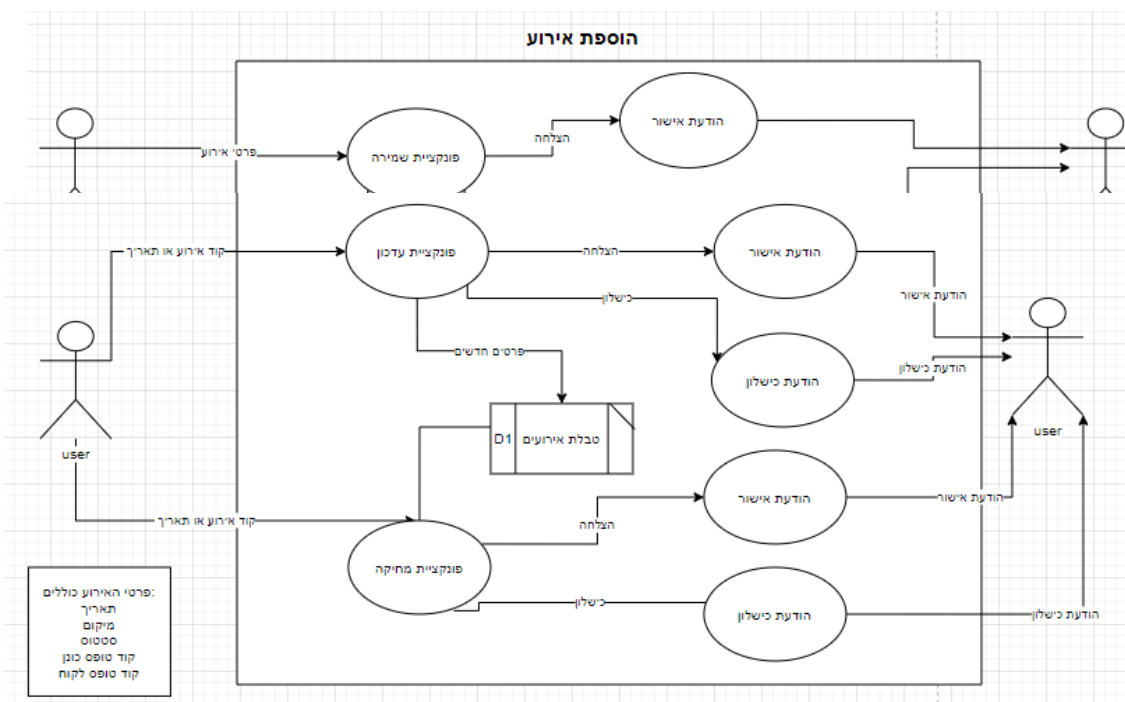 הוספת אירוע
הודעת אישור
הצלחה
פונקציית שמירה
פרטי אירוע
קוד אירוע או תאריך
פונקציית עדכון
הצלחה
הודעת אישור
הודעת אישור
כישלון
פרטים חדשים
הודעת כישלון
הודעת כישלון
טבלת אירועים
D1
user
user
הודעת אישור
הודעת אישור
הצלחה
קוד אירוע או תאריך
פונקציית מחיקה
כישלון
הודעת כישלון
הודעת כישלון
פרטי האירוע כוללים:
תאריך
מיקום
סטטוס
קוד טופס כונן
קוד טופס לקוח